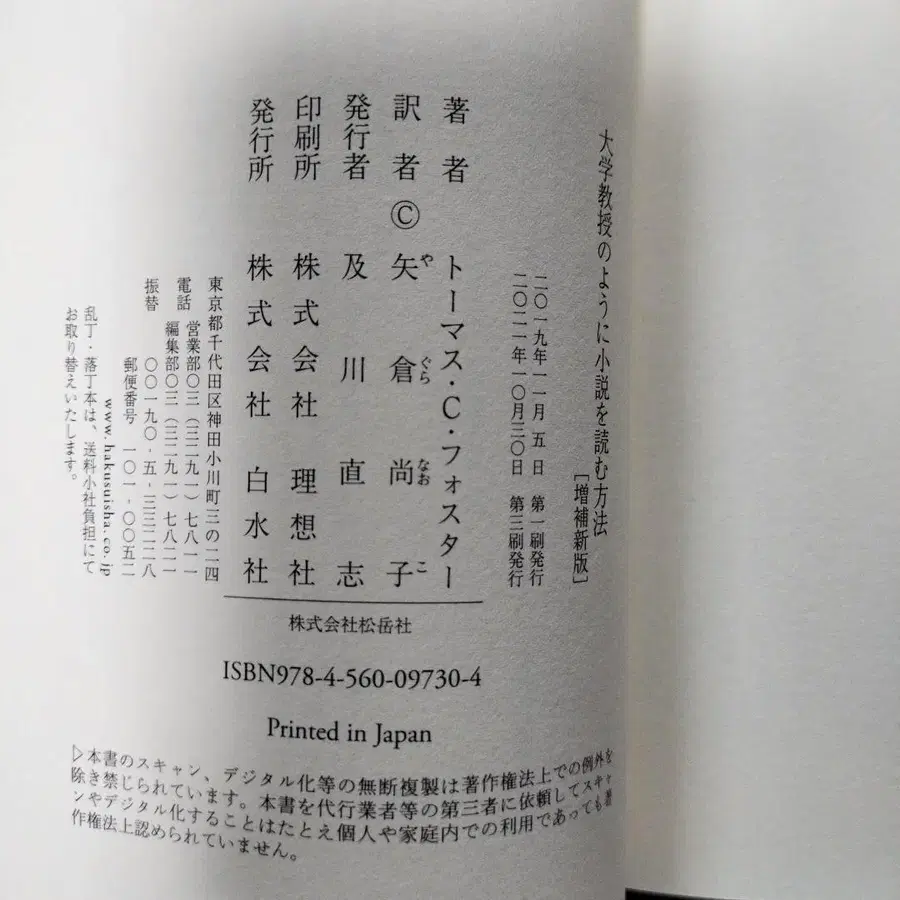 大学教授のように小説を読む方法
[増補新版]
二〇一九年一一月 五 日 第一刷発行
二〇二一年一〇月三〇日 第三刷発行
著者 トーマス・C・フォスター
訳者 © 矢倉尚子
や ぐら なお こ
発行者 及川直志
印刷所 株式会社 理想社
発行所 株式会社 白水社
東京都千代田区神田小川町三の二四
電話 営業部〇三(三二九一)七八一一
編集部〇三(三二九一)七八二一
振替 〇〇一九〇-五-三三二二八
郵便番号 一〇一-〇〇五二
www.hakusuisha.co.jp
乱丁・落丁本は、送料小社負担にて
お取り替えいたします。
株式会社松岳社
ISBN978-4-560-09730-4
Printed in Japan
▷本書のスキャン、デジタル化等の無断複製は著作権法上での例外を
除き禁じられています。本書を代行業者等の第三者に依頼してスキャ
ンやデジタル化することはたとえ個人や家庭内での利用であっても著
作権法上認められていません。